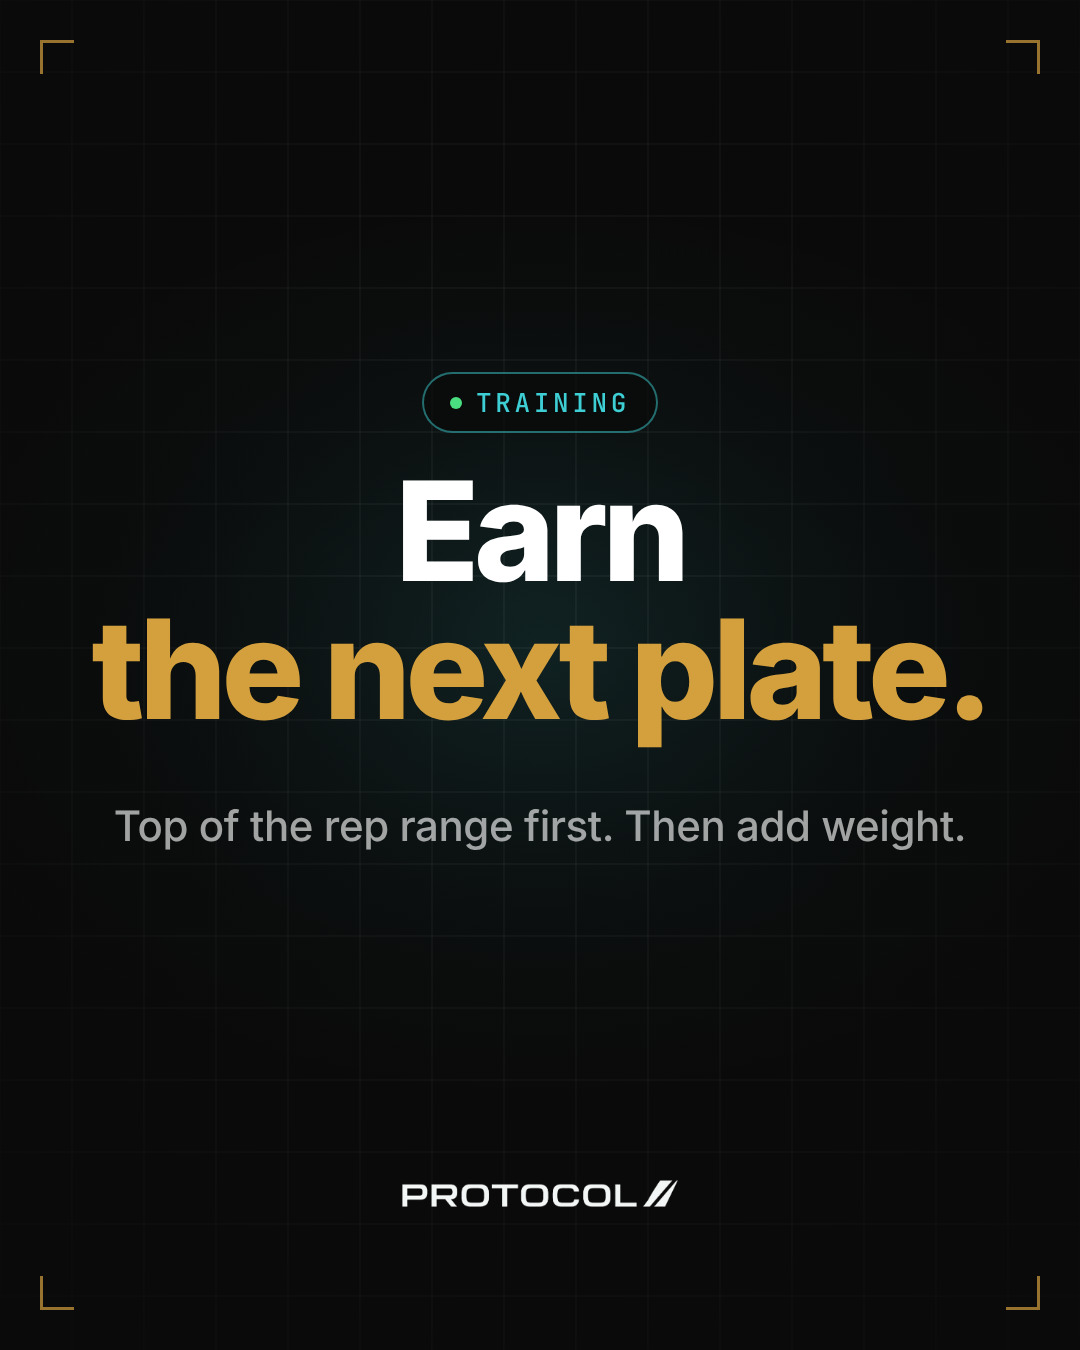 TRAINING
Earn
the next plate.
Top of the rep range first. Then add weight.
PROTOCOL